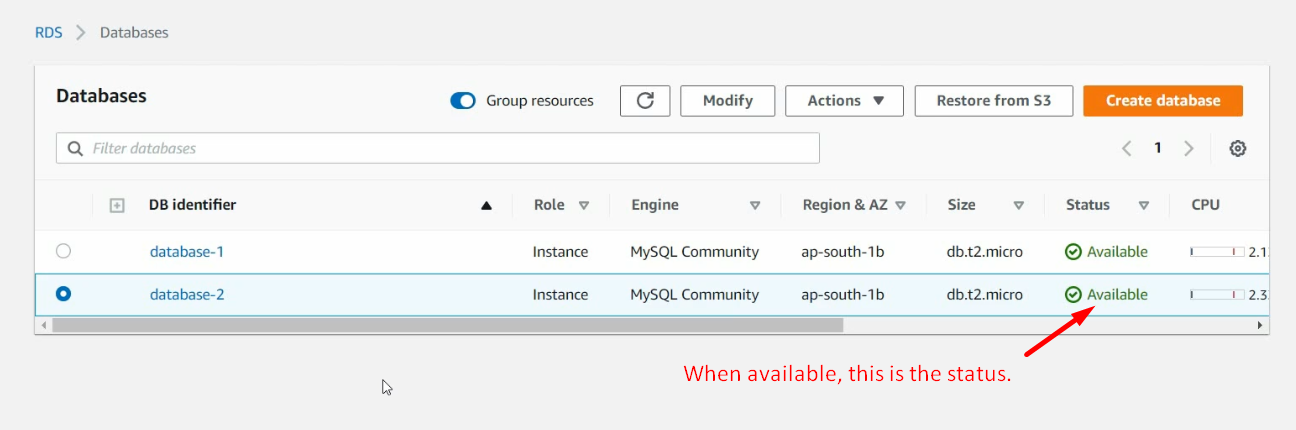 RDS > Databases
Databases
Group resources Modify Actions Restore from S3 Create database
Filter databases 1
DB identifier Role Engine Region & AZ Size Status CPU
database-1 Instance MySQL Community ap-south-1b db.t2.micro Available
database-2 Instance MySQL Community ap-south-1b db.t2.micro Available
When available, this is the status.